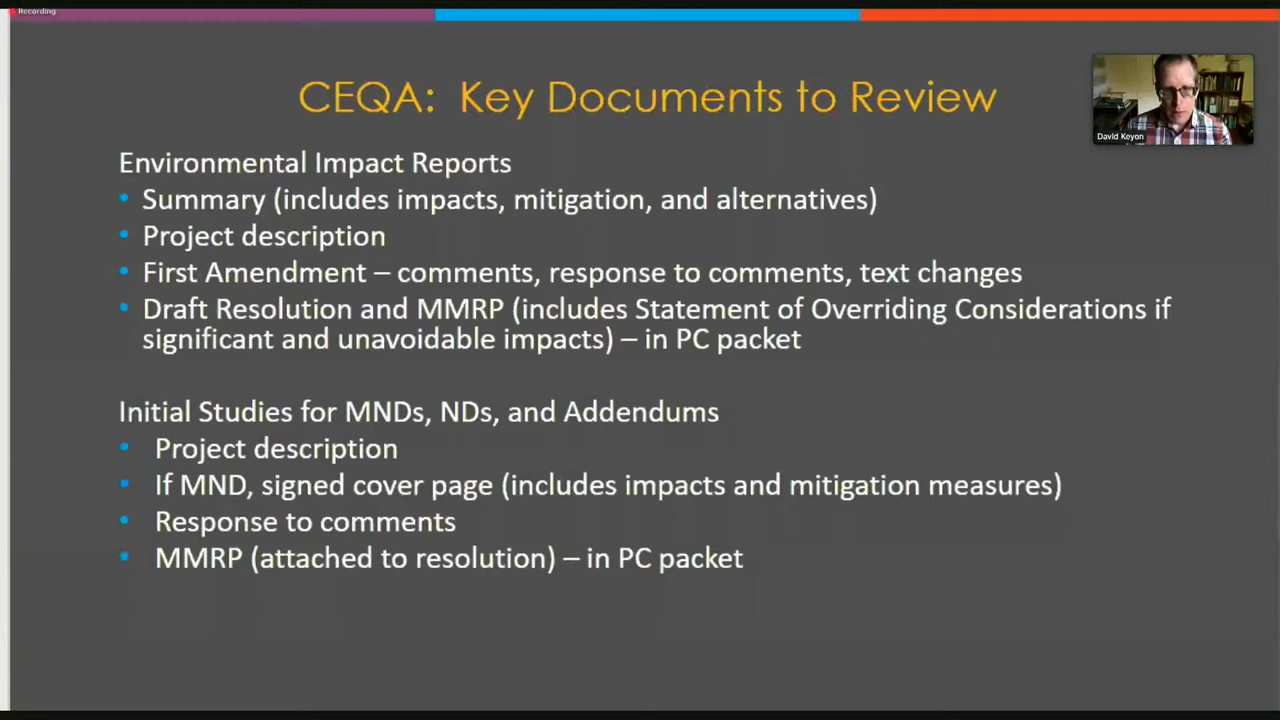 Recording
CEQA: Key Documents to Review
David Keyon
Environmental Impact Reports
• Summary (includes impacts, mitigation, and alternatives)
• Project description
• First Amendment – comments, response to comments, text changes
• Draft Resolution and MMRP (includes Statement of Overriding Considerations if
significant and unavoidable impacts) – in PC packet
Initial Studies for MNDs, NDs, and Addendums
• Project description
• If MND, signed cover page (includes impacts and mitigation measures)
• Response to comments
• MMRP (attached to resolution) – in PC packet